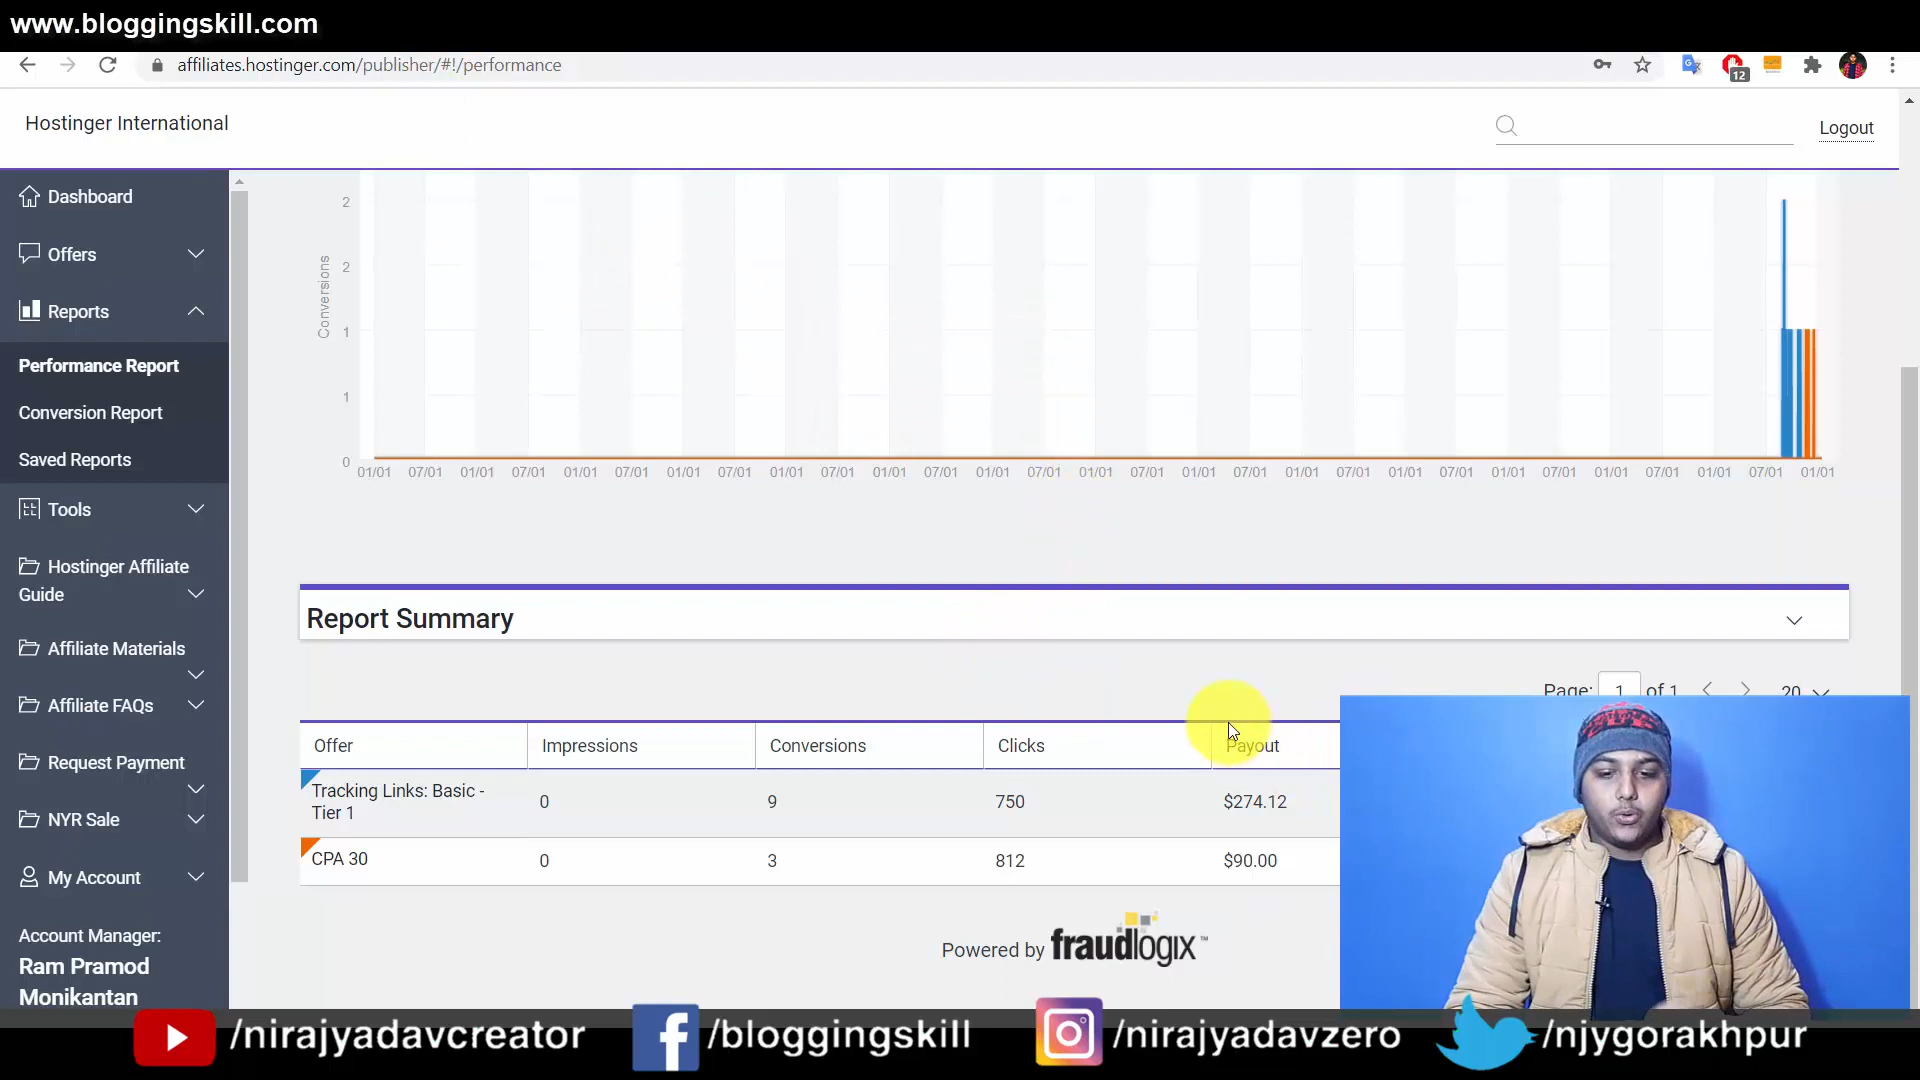 www.bloggingskill.com
affiliates.hostinger.com/publisher/#!/performance
12
Hostinger International
Logout
Dashboard
Offers
Reports
Performance Report
Conversion Report
Saved Reports
Tools
Hostinger Affiliate
Guide
Affiliate Materials
Affiliate FAQs
Request Payment
NYR Sale
My Account
Account Manager:
Ram Pramod
Monikantan
Conversions
2
2
1
1
0
01/01 07/01 01/01 07/01 01/01 07/01 01/01 07/01 01/01 07/01 01/01 07/01 01/01 07/01 01/01 07/01 01/01 07/01 01/01 07/01 01/01 07/01 01/01 07/01 01/01 07/01 01/01 07/01 01/01
Report Summary
Page: 1 of 1 20
Offer Impressions Conversions Clicks Payout
Tracking Links: Basic - Tier 1 0 9 750 $274.12
CPA 30 0 3 812 $90.00
Powered by fraudlogix™
/nirajyadavcreator /bloggingskill /nirajyadavzero /njygorakhpur